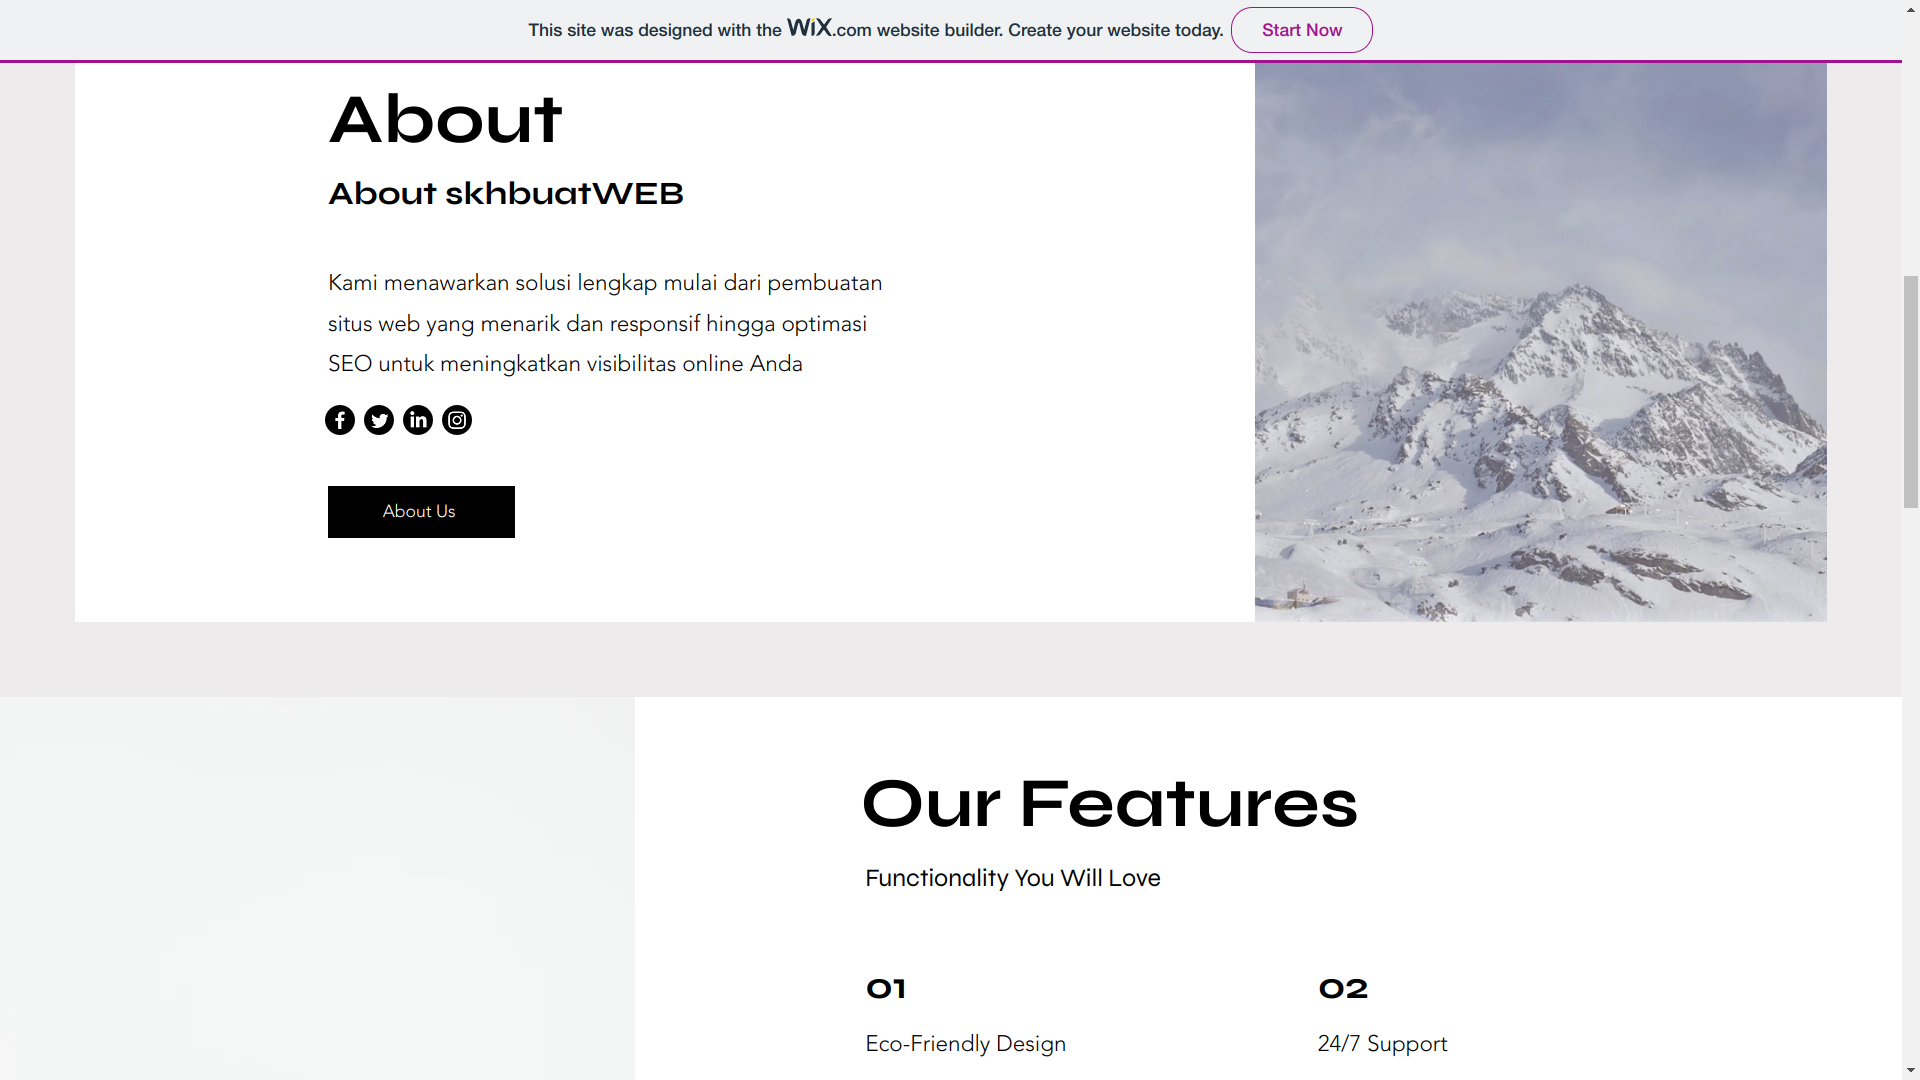 This site was designed with the WiX.com website builder. Create your website today.
Start Now
About
About skhbuatWEB
Kami menawarkan solusi lengkap mulai dari pembuatan
situs web yang menarik dan responsif hingga optimasi
SEO untuk meningkatkan visibilitas online Anda
About Us
Our Features
Functionality You Will Love
01
Eco-Friendly Design
02
24/7 Support